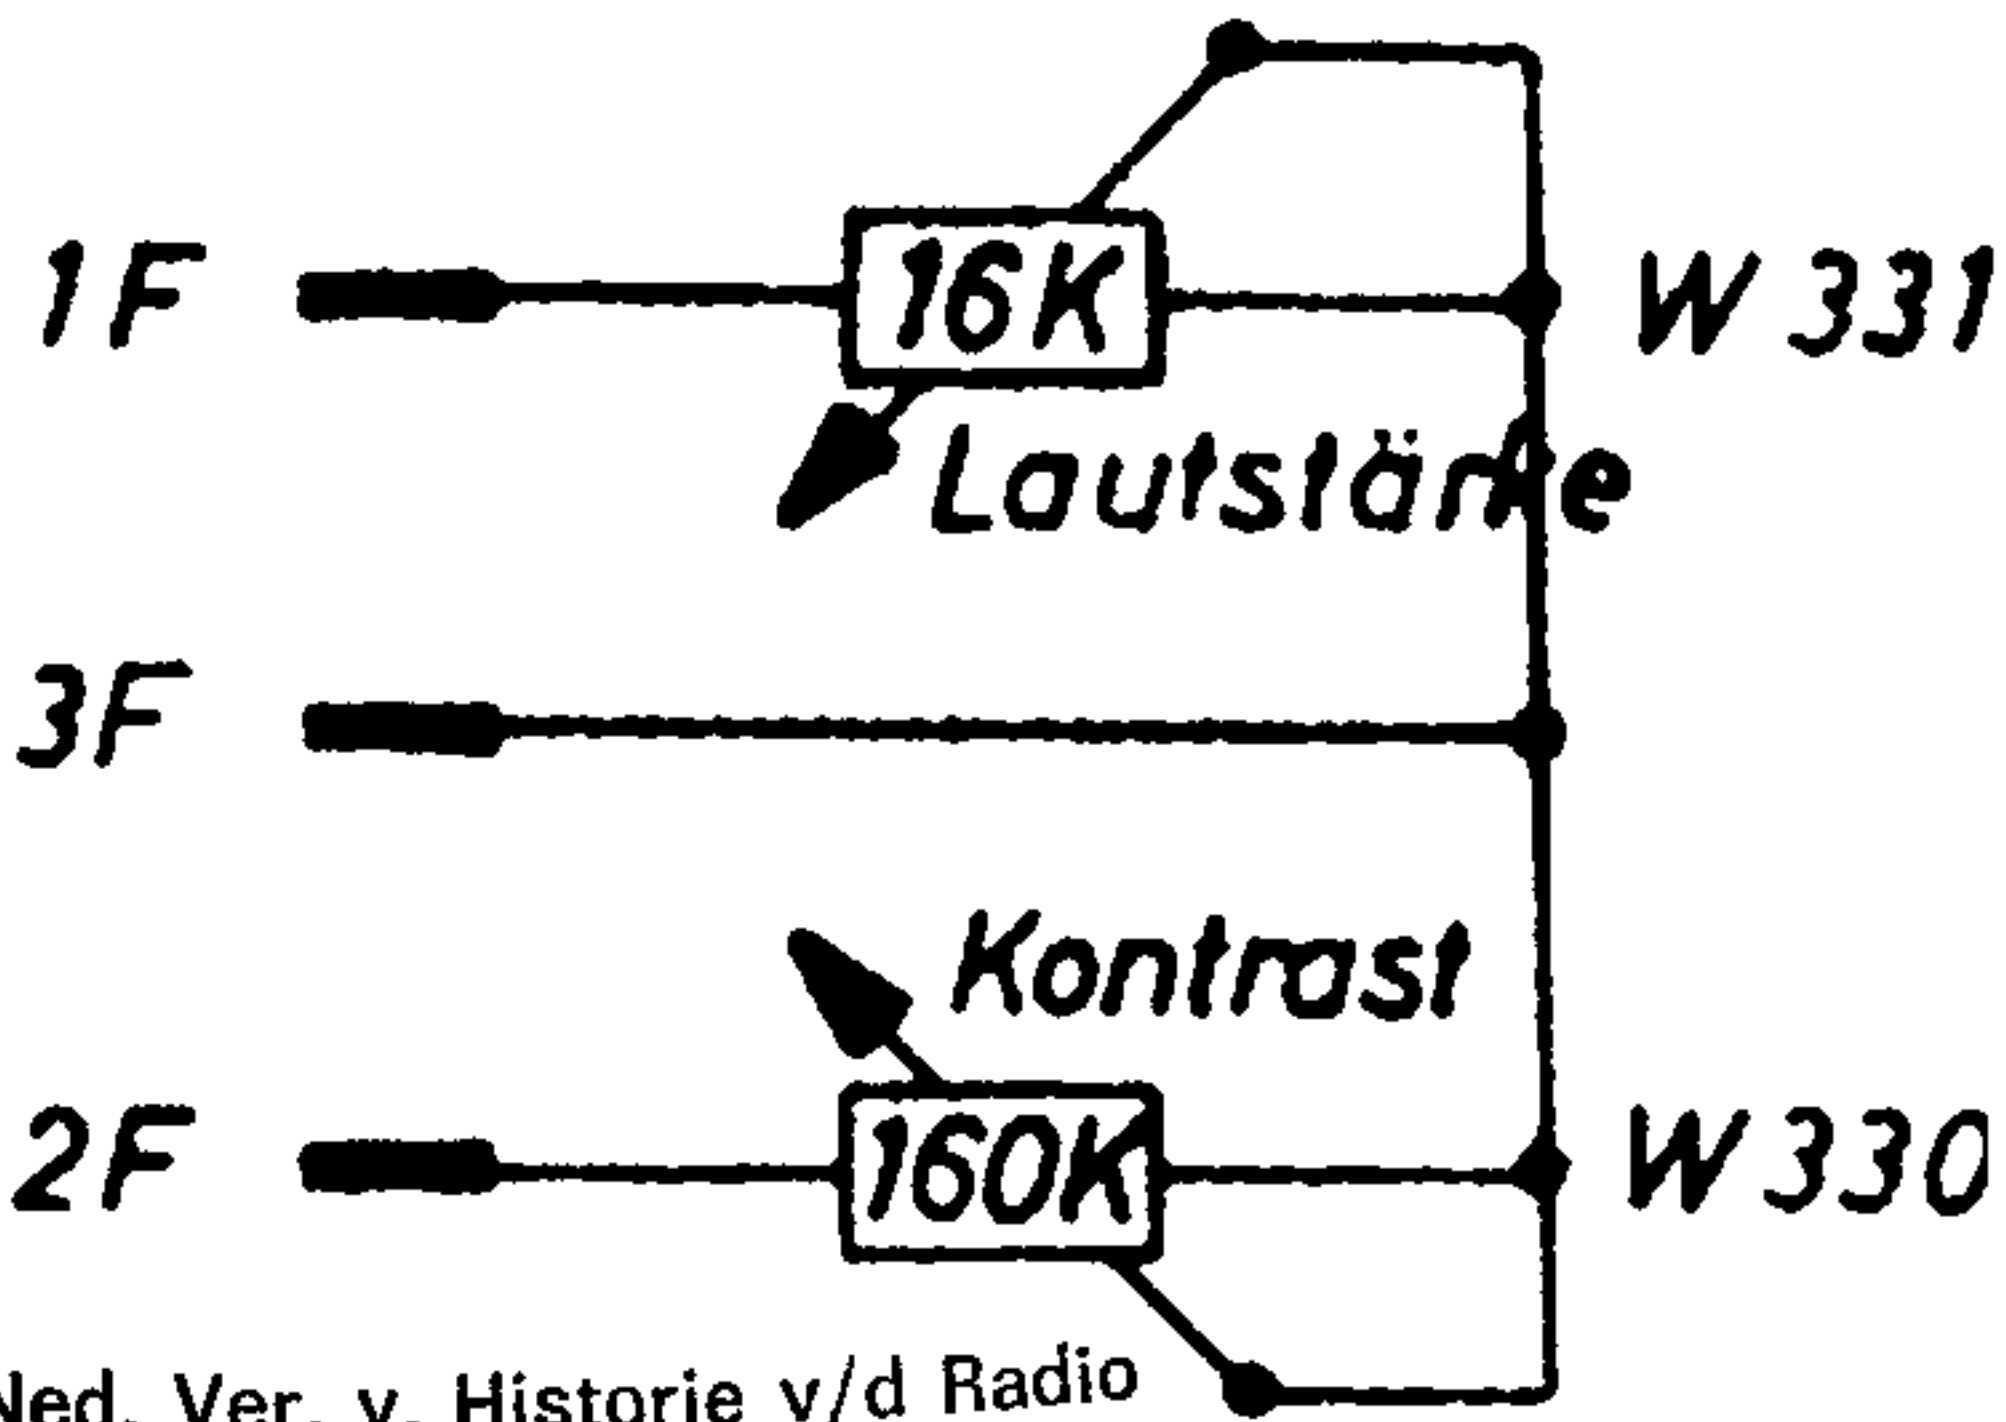 1F 16K W 331
Lautstärke
3F
Kontrast
2F 160K W 330
Ned. Ver. v. Historie v/d Radio